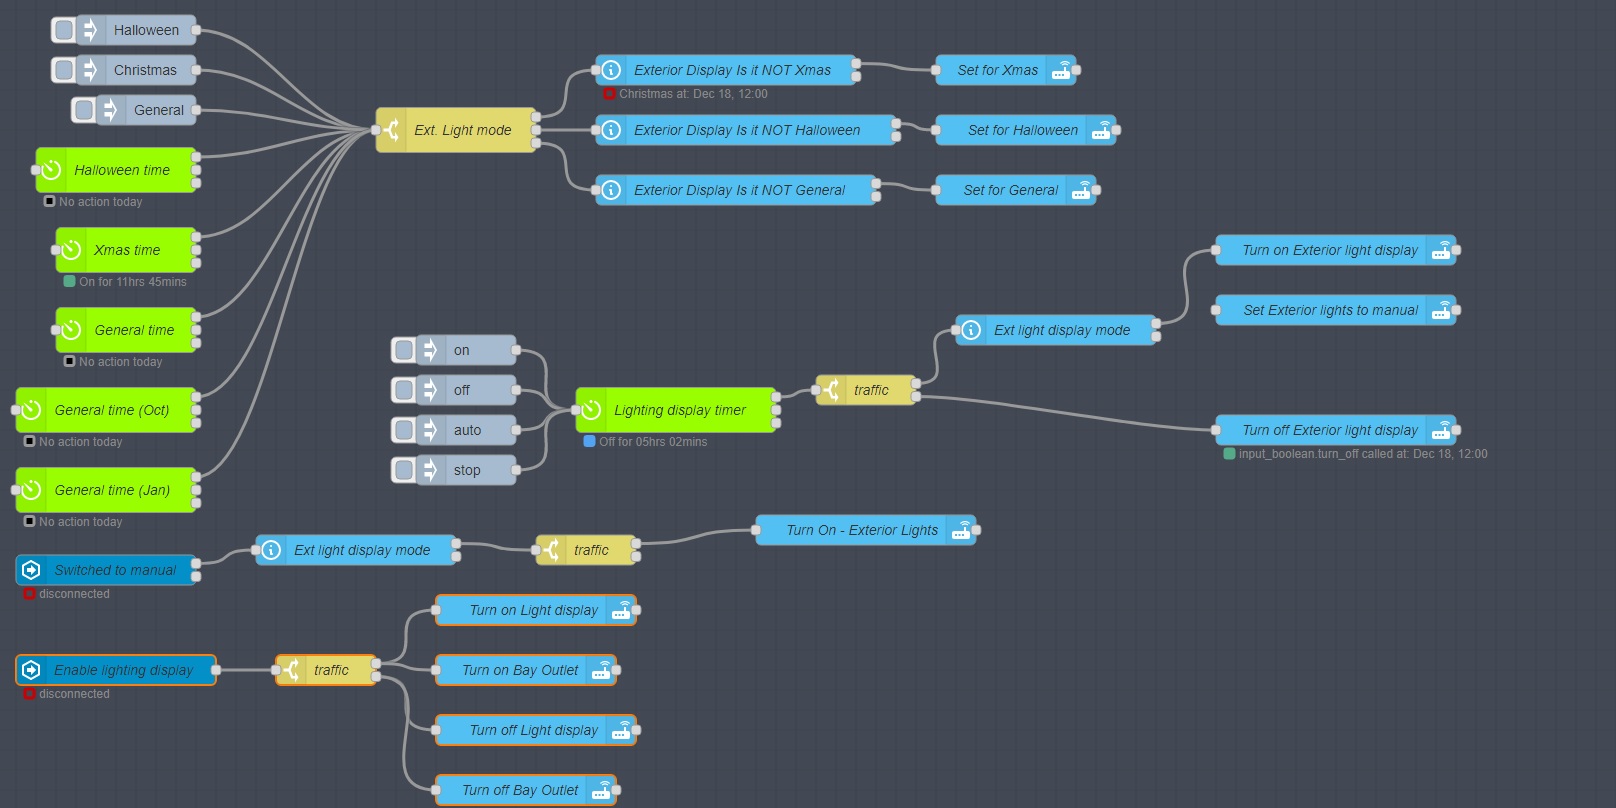 Halloween
Christmas
General
Halloween time
No action today
Xmas time
On for 11hrs 45mins
General time
No action today
General time (Oct)
No action today
General time (Jan)
No action today
Ext. Light mode
Exterior Display Is it NOT Xmas
Christmas at: Dec 18, 12:00
Set for Xmas
Exterior Display Is it NOT Halloween
Set for Halloween
Exterior Display Is it NOT General
Set for General
on
off
auto
stop
Lighting display timer
Off for 05hrs 02mins
traffic
Ext light display mode
Turn on Exterior light display
Set Exterior lights to manual
Turn off Exterior light display
input_boolean.turn_off called at: Dec 18, 12:00
Switched to manual
disconnected
Ext light display mode
traffic
Turn On - Exterior Lights
Enable lighting display
disconnected
traffic
Turn on Light display
Turn on Bay Outlet
Turn off Light display
Turn off Bay Outlet